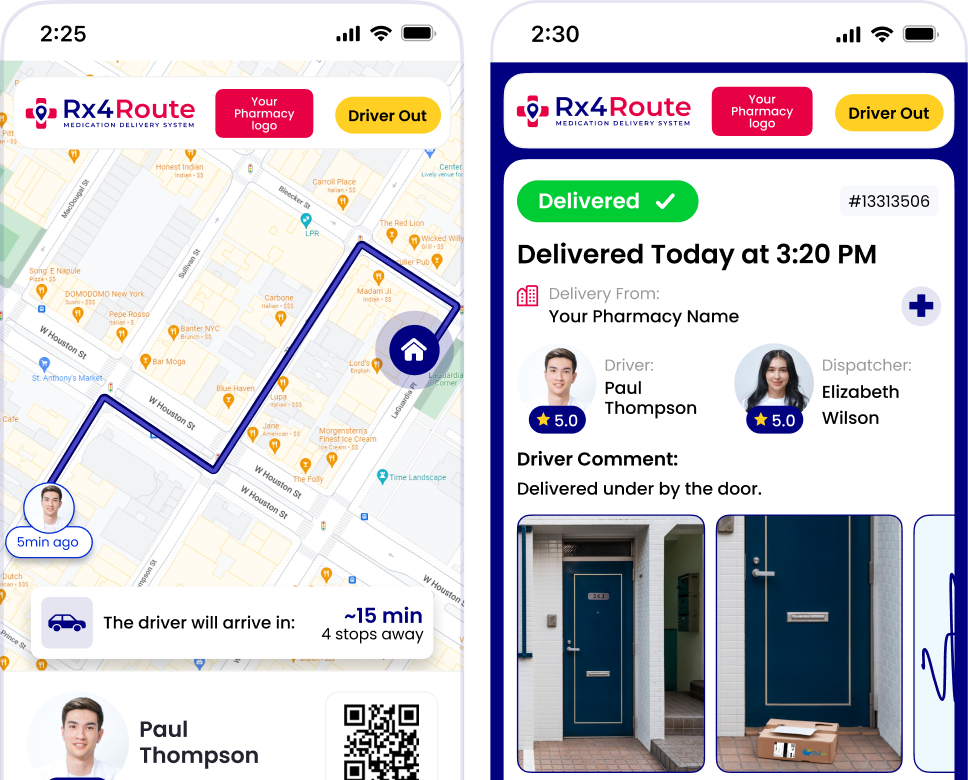 2:25
Rx4Route
MEDICATION DELIVERY SYSTEM
Your
Pharmacy
logo
Driver Out
Honest Indian
Indian - $$
Center
Lively venue for
MacDougal St
Carroll Place
Italian - $$
Bleecker St
LPR
The Red Lion
Wicked Willy
Grill - $$
Sullivan St
Song' E Napule
Pizza - $$
DOMODOMO New York
Sushi - $$$
Madam Ji
Indian - $$
Carbone
Italian - $$$$
Pepe Rosso
Italian - $
Banter NYC
Brunch - $$
W Houston St
Bar Moga
Lord's
English
St. Anthony's Market
LaGuardia
Corner
Blue Haven
Lupa
Italian - $$$
LaGuardia Pl
Cafe
W Houston St
Jane
American - $$
Morgenstern's
Finest Ice Cream
Ice Cream - $$
The Folly
W Houston St
W Houston St
Time Landscape
5min ago
Dutch
American - $$$
W Houston St
Prince St
The driver will arrive in:
~15 min
4 stops away
Paul
Thompson
2:30
Rx4Route
MEDICATION DELIVERY SYSTEM
Your
Pharmacy
logo
Driver Out
Delivered
#13313506
Delivered Today at 3:20 PM
Delivery From:
Your Pharmacy Name
Driver:
Paul
Thompson
5.0
Dispatcher:
Elizabeth
Wilson
5.0
Driver Comment:
Delivered under by the door.